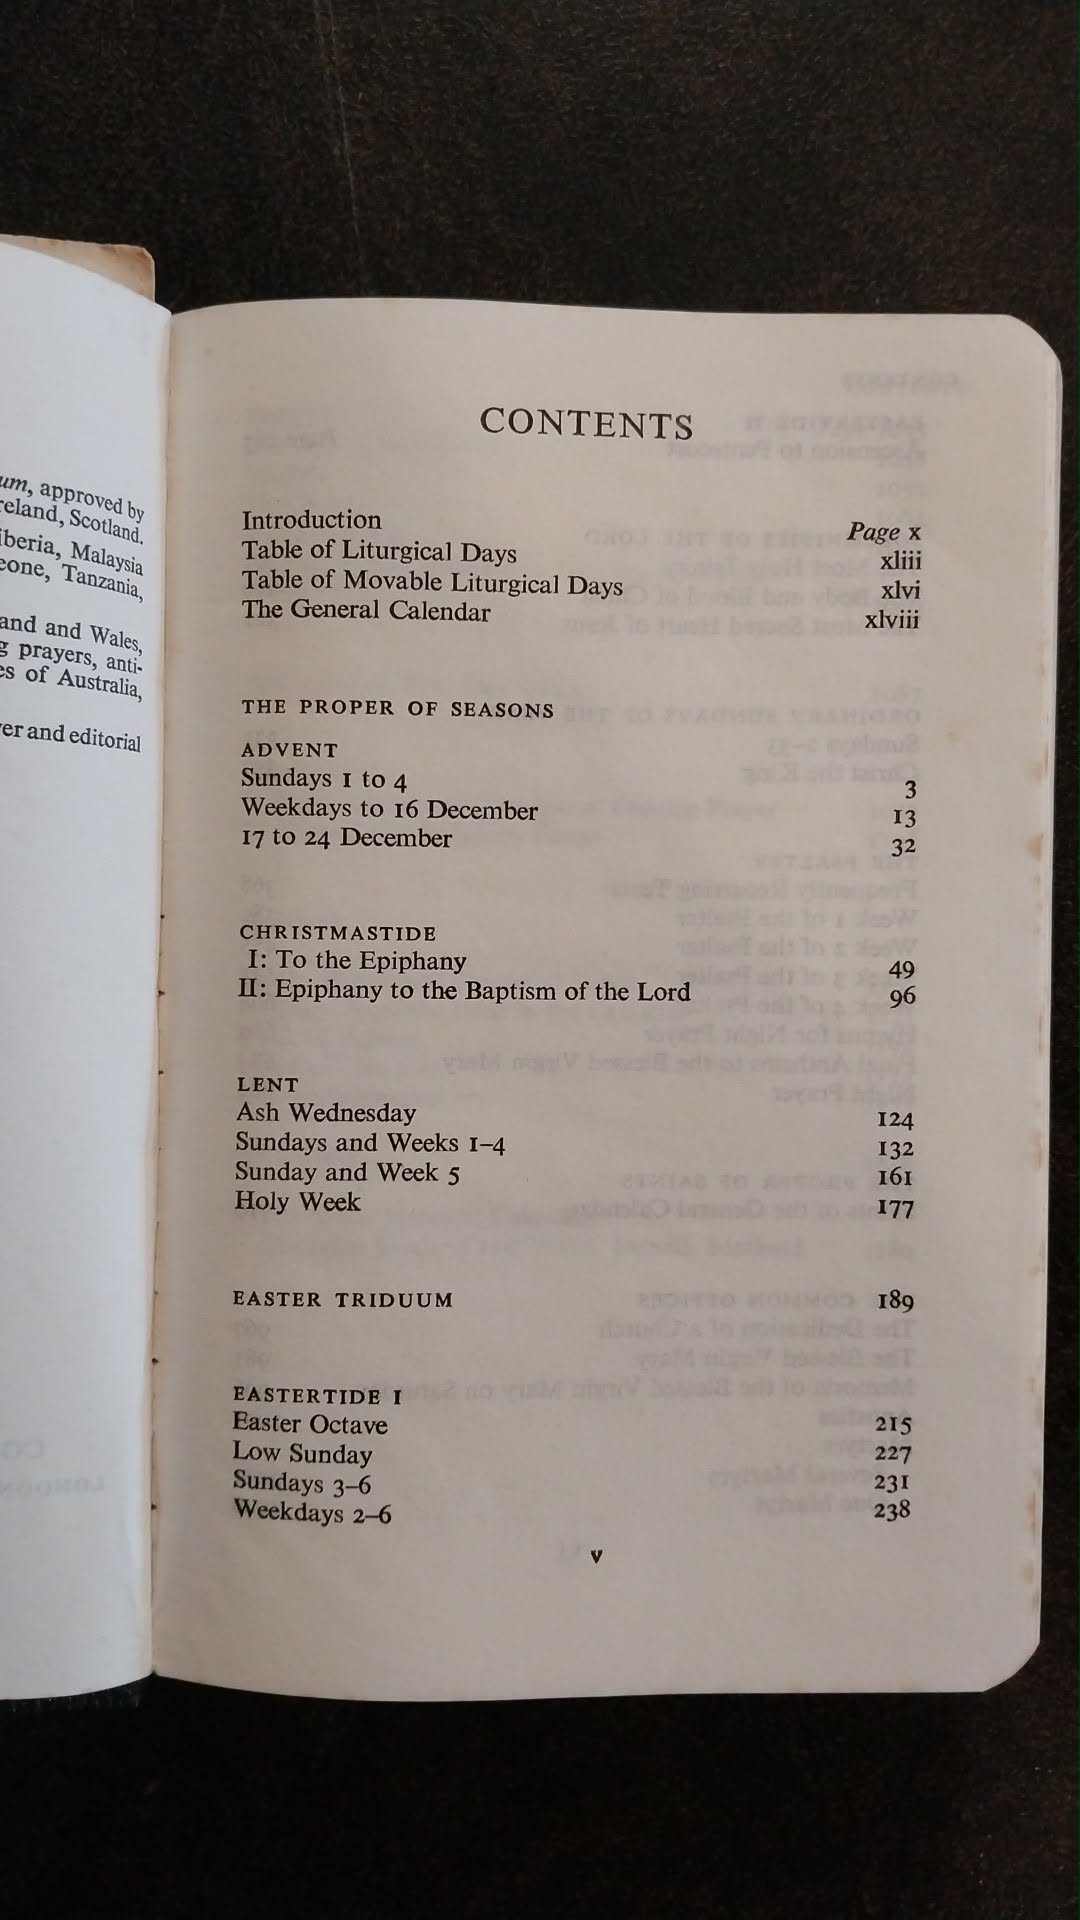 um, approved by
reland, Scotland.
iberia, Malaysia
eone, Tanzania,
and and Wales,
g prayers, anti-
es of Australia,
er and editorial
CONTENTS
Introduction Page x
Table of Liturgical Days xliii
Table of Movable Liturgical Days xlvi
The General Calendar xlviii
THE PROPER OF SEASONS
ADVENT
Sundays 1 to 4 3
Weekdays to 16 December 13
17 to 24 December 32
CHRISTMASTIDE
I: To the Epiphany 49
II: Epiphany to the Baptism of the Lord 96
LENT
Ash Wednesday 124
Sundays and Weeks 1–4 132
Sunday and Week 5 161
Holy Week 177
EASTER TRIDUUM 189
EASTERTIDE I
Easter Octave 215
Low Sunday 227
Sundays 3–6 231
Weekdays 2–6 238
v